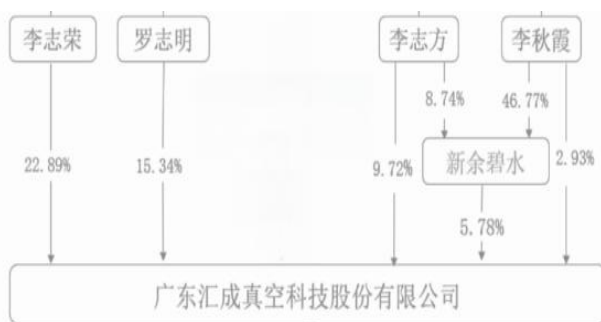 李志荣
罗志明
李志方
李秋霞
8.74%
46.77%
22.89%
15.34%
9.72%
新余碧水
2.93%
5.78%
广东汇成真空科技股份有限公司